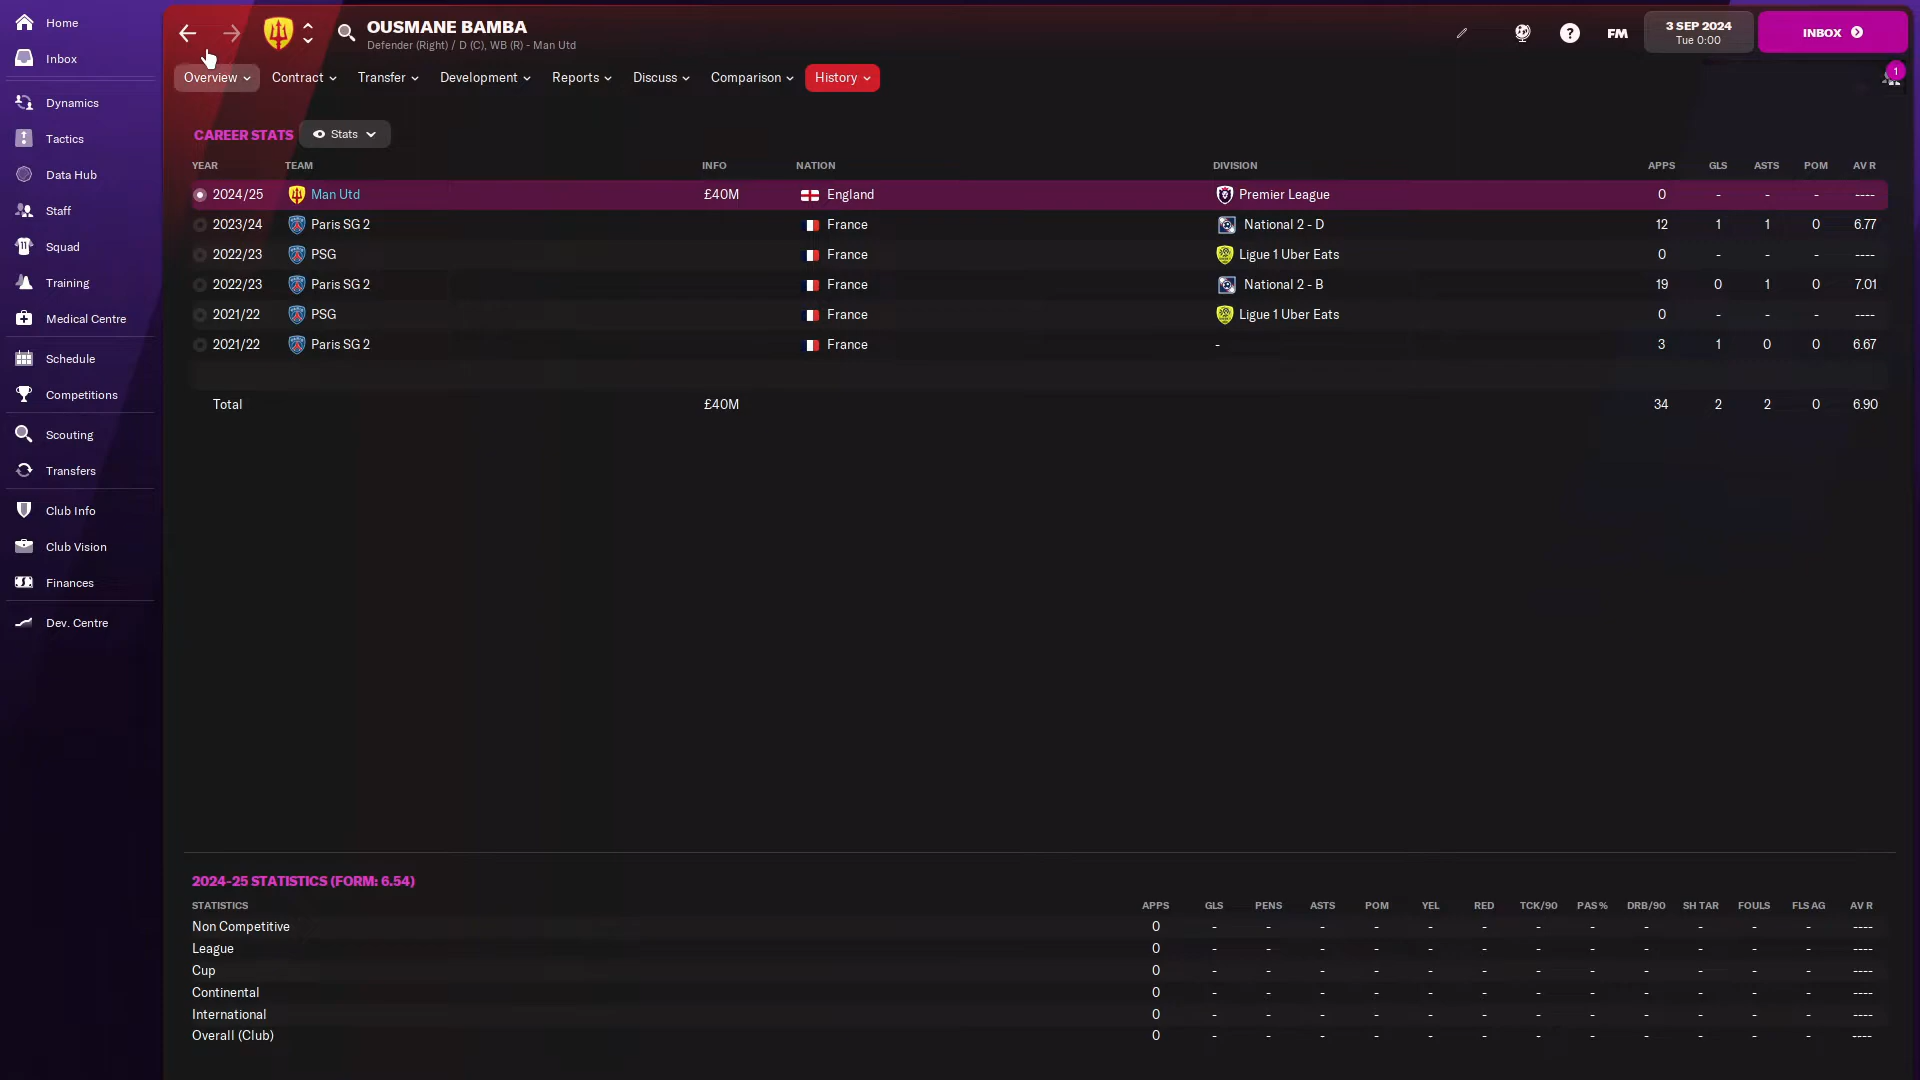 Home
Inbox
Dynamics
Tactics
Data Hub
Staff
Squad
Training
Medical Centre
Schedule
Competitions
Scouting
Transfers
Club Info
Club Vision
Finances
Dev. Centre
OUSMANE BAMBA
Defender (Right) / D (C), WB (R) - Man Utd
FM
3 SEP 2024
Tue 0:00
INBOX
Overview Contract Transfer Development Reports Discuss Comparison History
1
CAREER STATS Stats
YEAR TEAM INFO NATION DIVISION APPS GLS ASTS POM AV R
2024/25 Man Utd £40M England Premier League 0 - - - ----
2023/24 Paris SG 2 France National 2 - D 12 1 1 0 6.77
2022/23 PSG France Ligue 1 Uber Eats 0 - - - ----
2022/23 Paris SG 2 France National 2 - B 19 0 1 0 7.01
2021/22 PSG France Ligue 1 Uber Eats 0 - - - ----
2021/22 Paris SG 2 France - 3 1 0 0 6.67
Total £40M 34 2 2 0 6.90
2024-25 STATISTICS (FORM: 6.54)
STATISTICS APPS GLS PENS ASTS POM YEL RED TCK/90 PAS % DRB/90 SH TAR FOULS FLS AG AV R
Non Competitive 0 - - - - - - - - - - - - ----
League 0 - - - - - - - - - - - - ----
Cup 0 - - - - - - - - - - - - ----
Continental 0 - - - - - - - - - - - - ----
International 0 - - - - - - - - - - - - ----
Overall (Club) 0 - - - - - - - - - - - - ----